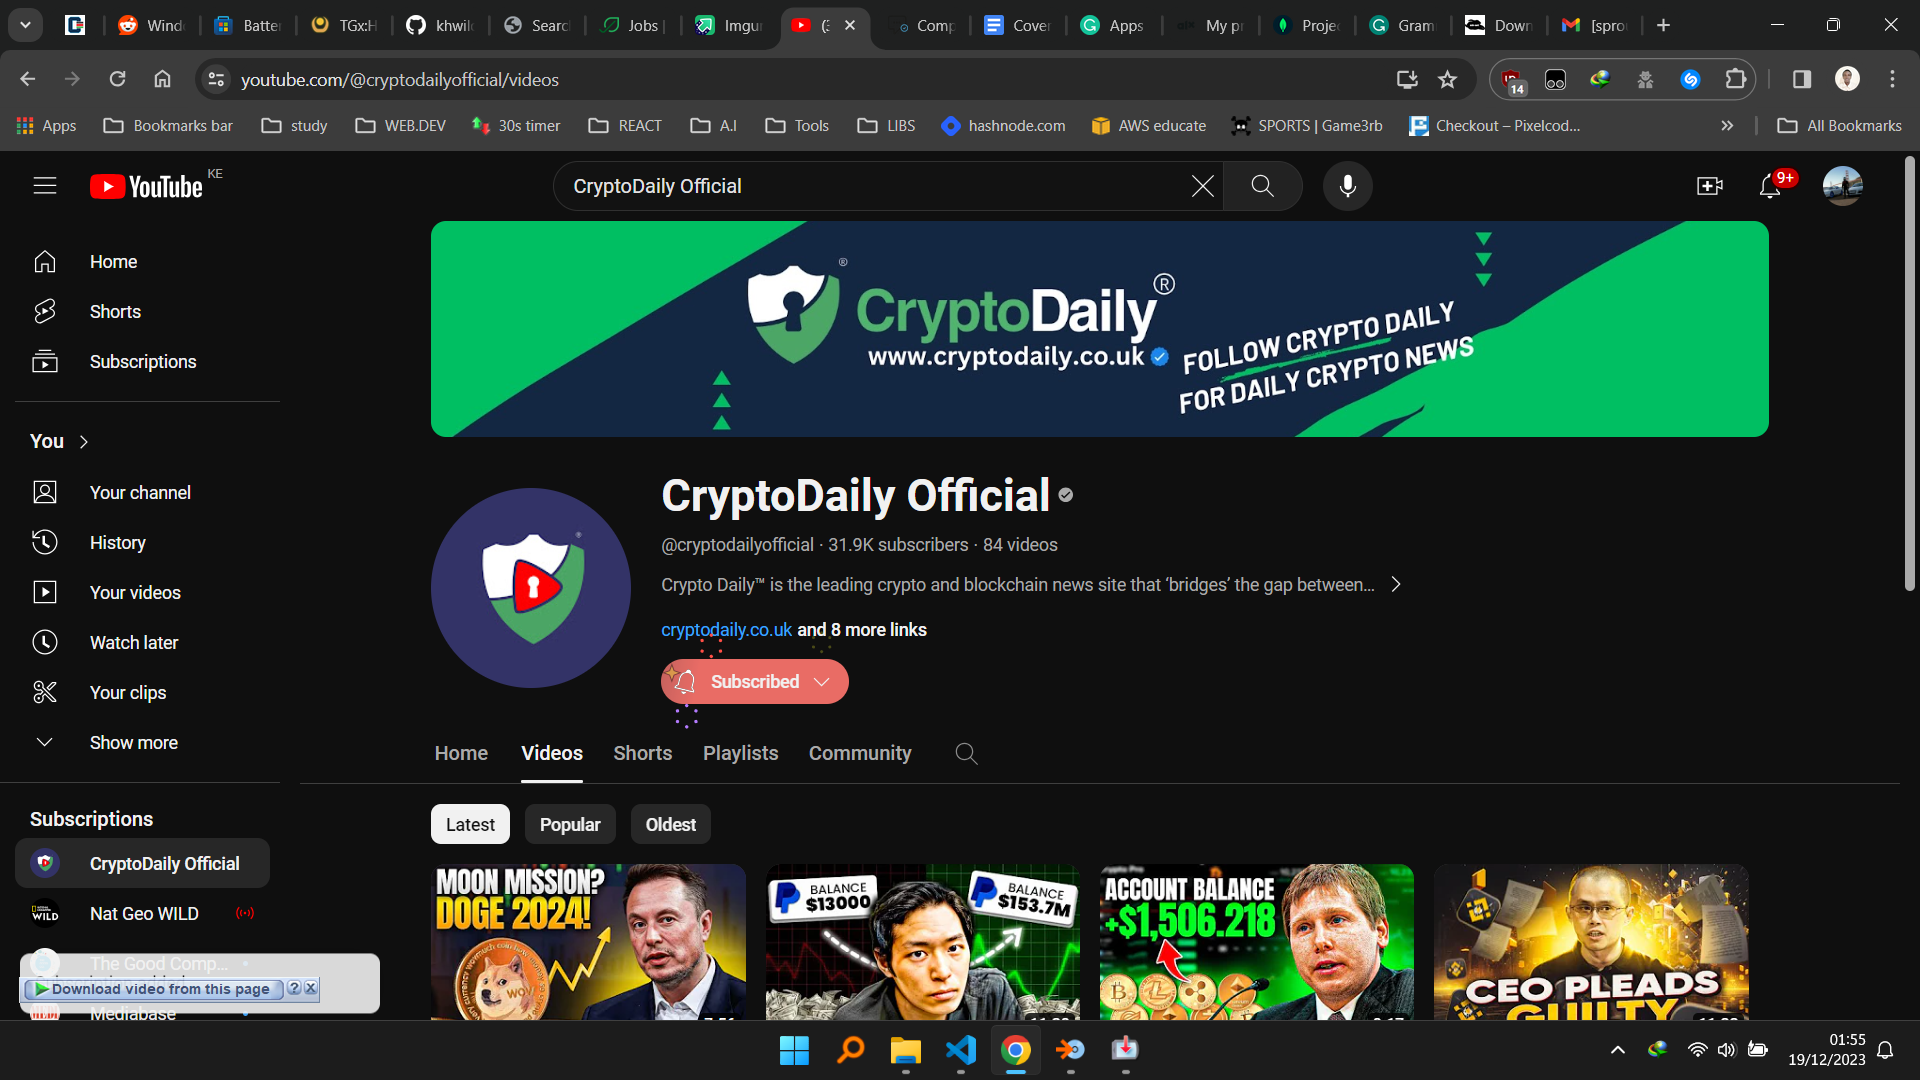 Wind
Batter
TGx:H
khwil
Searc
Jobs |
Imgur
(3
Comp
Cover
Apps
My pr
Projec
Gram
Down
[spro
youtube.com/@cryptodailyofficial/videos
14
Apps
Bookmarks bar
study
WEB.DEV
30s timer
REACT
A.I
Tools
LIBS
hashnode.com
AWS educate
SPORTS | Game3rb
Checkout – Pixelcod...
All Bookmarks
YouTube KE
CryptoDaily Official
9+
Home
Shorts
Subscriptions
You
Your channel
History
Your videos
Watch later
Your clips
Show more
Subscriptions
CryptoDaily Official
Nat Geo WILD
The Good Comp...
Download video from this page
Mediabase
CryptoDaily®
www.cryptodaily.co.uk
FOLLOW CRYPTO DAILY
FOR DAILY CRYPTO NEWS
CryptoDaily Official
@cryptodailyofficial · 31.9K subscribers · 84 videos
Crypto Daily™ is the leading crypto and blockchain news site that ‘bridges’ the gap between...
cryptodaily.co.uk and 8 more links
Subscribed
Home
Videos
Shorts
Playlists
Community
Latest
Popular
Oldest
MOON MISSION?
DOGE 2024!
WOW
BALANCE
$13000
BALANCE
$153.7M
ACCOUNT BALANCE
+$1,506.218
CEO PLEADS
GUILTY
01:55
19/12/2023